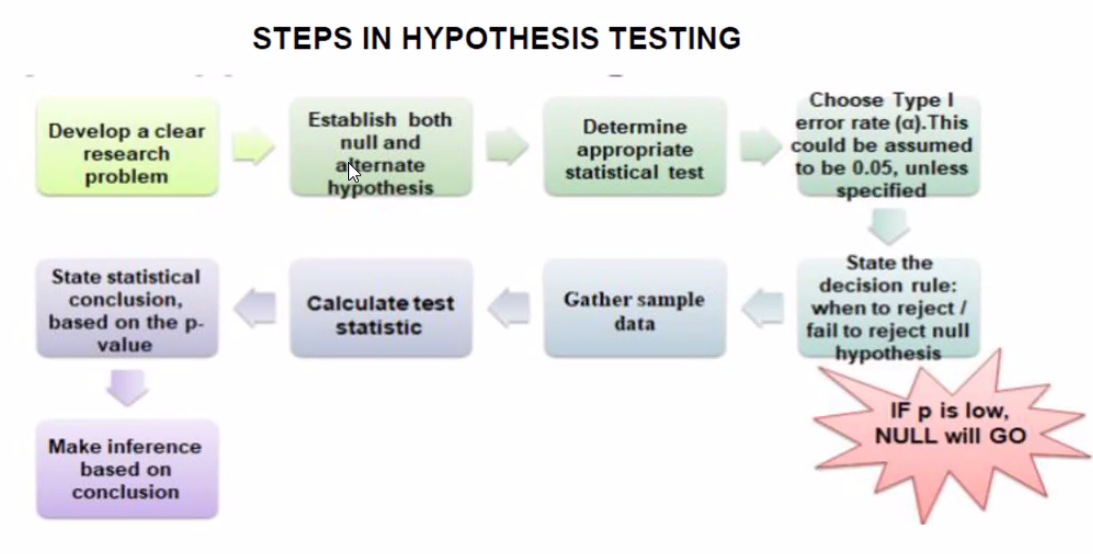 STEPS IN HYPOTHESIS TESTING
Develop a clear
research
problem
Establish both
null and
alternate
hypothesis
Determine
appropriate
statistical test
Choose Type I
error rate (α).This
could be assumed
to be 0.05, unless
specified
State the
decision rule:
when to reject /
fail to reject null
hypothesis
IF p is low,
NULL will GO
Gather sample
data
Calculate test
statistic
State statistical
conclusion,
based on the p-
value
Make inference
based on
conclusion